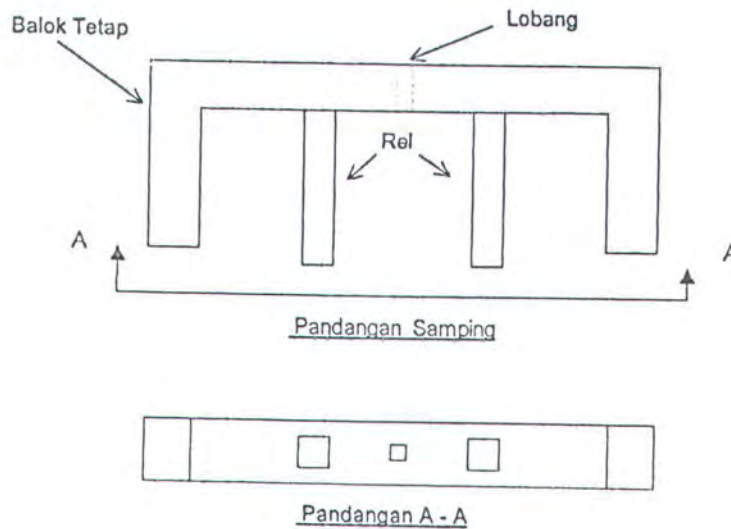 Lobang
Balok Tetap
Rel
A
A
Pandangan Samping
Pandangan A - A